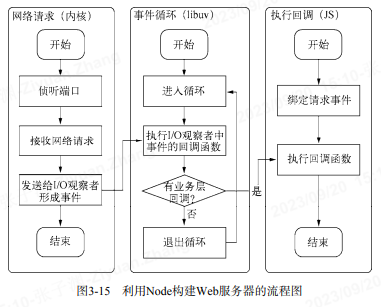 网络请求（内核）
开始
侦听端口
接收网络请求
发送给I/O观察者
形成事件
结束
事件循环（libuv）
开始
进入循环
执行I/O观察者中
事件的回调函数
有业务层
回调？
是
否
退出循环
执行回调（JS）
开始
绑定请求事件
执行回调函数
结束
图3-15 利用Node构建Web服务器的流程图